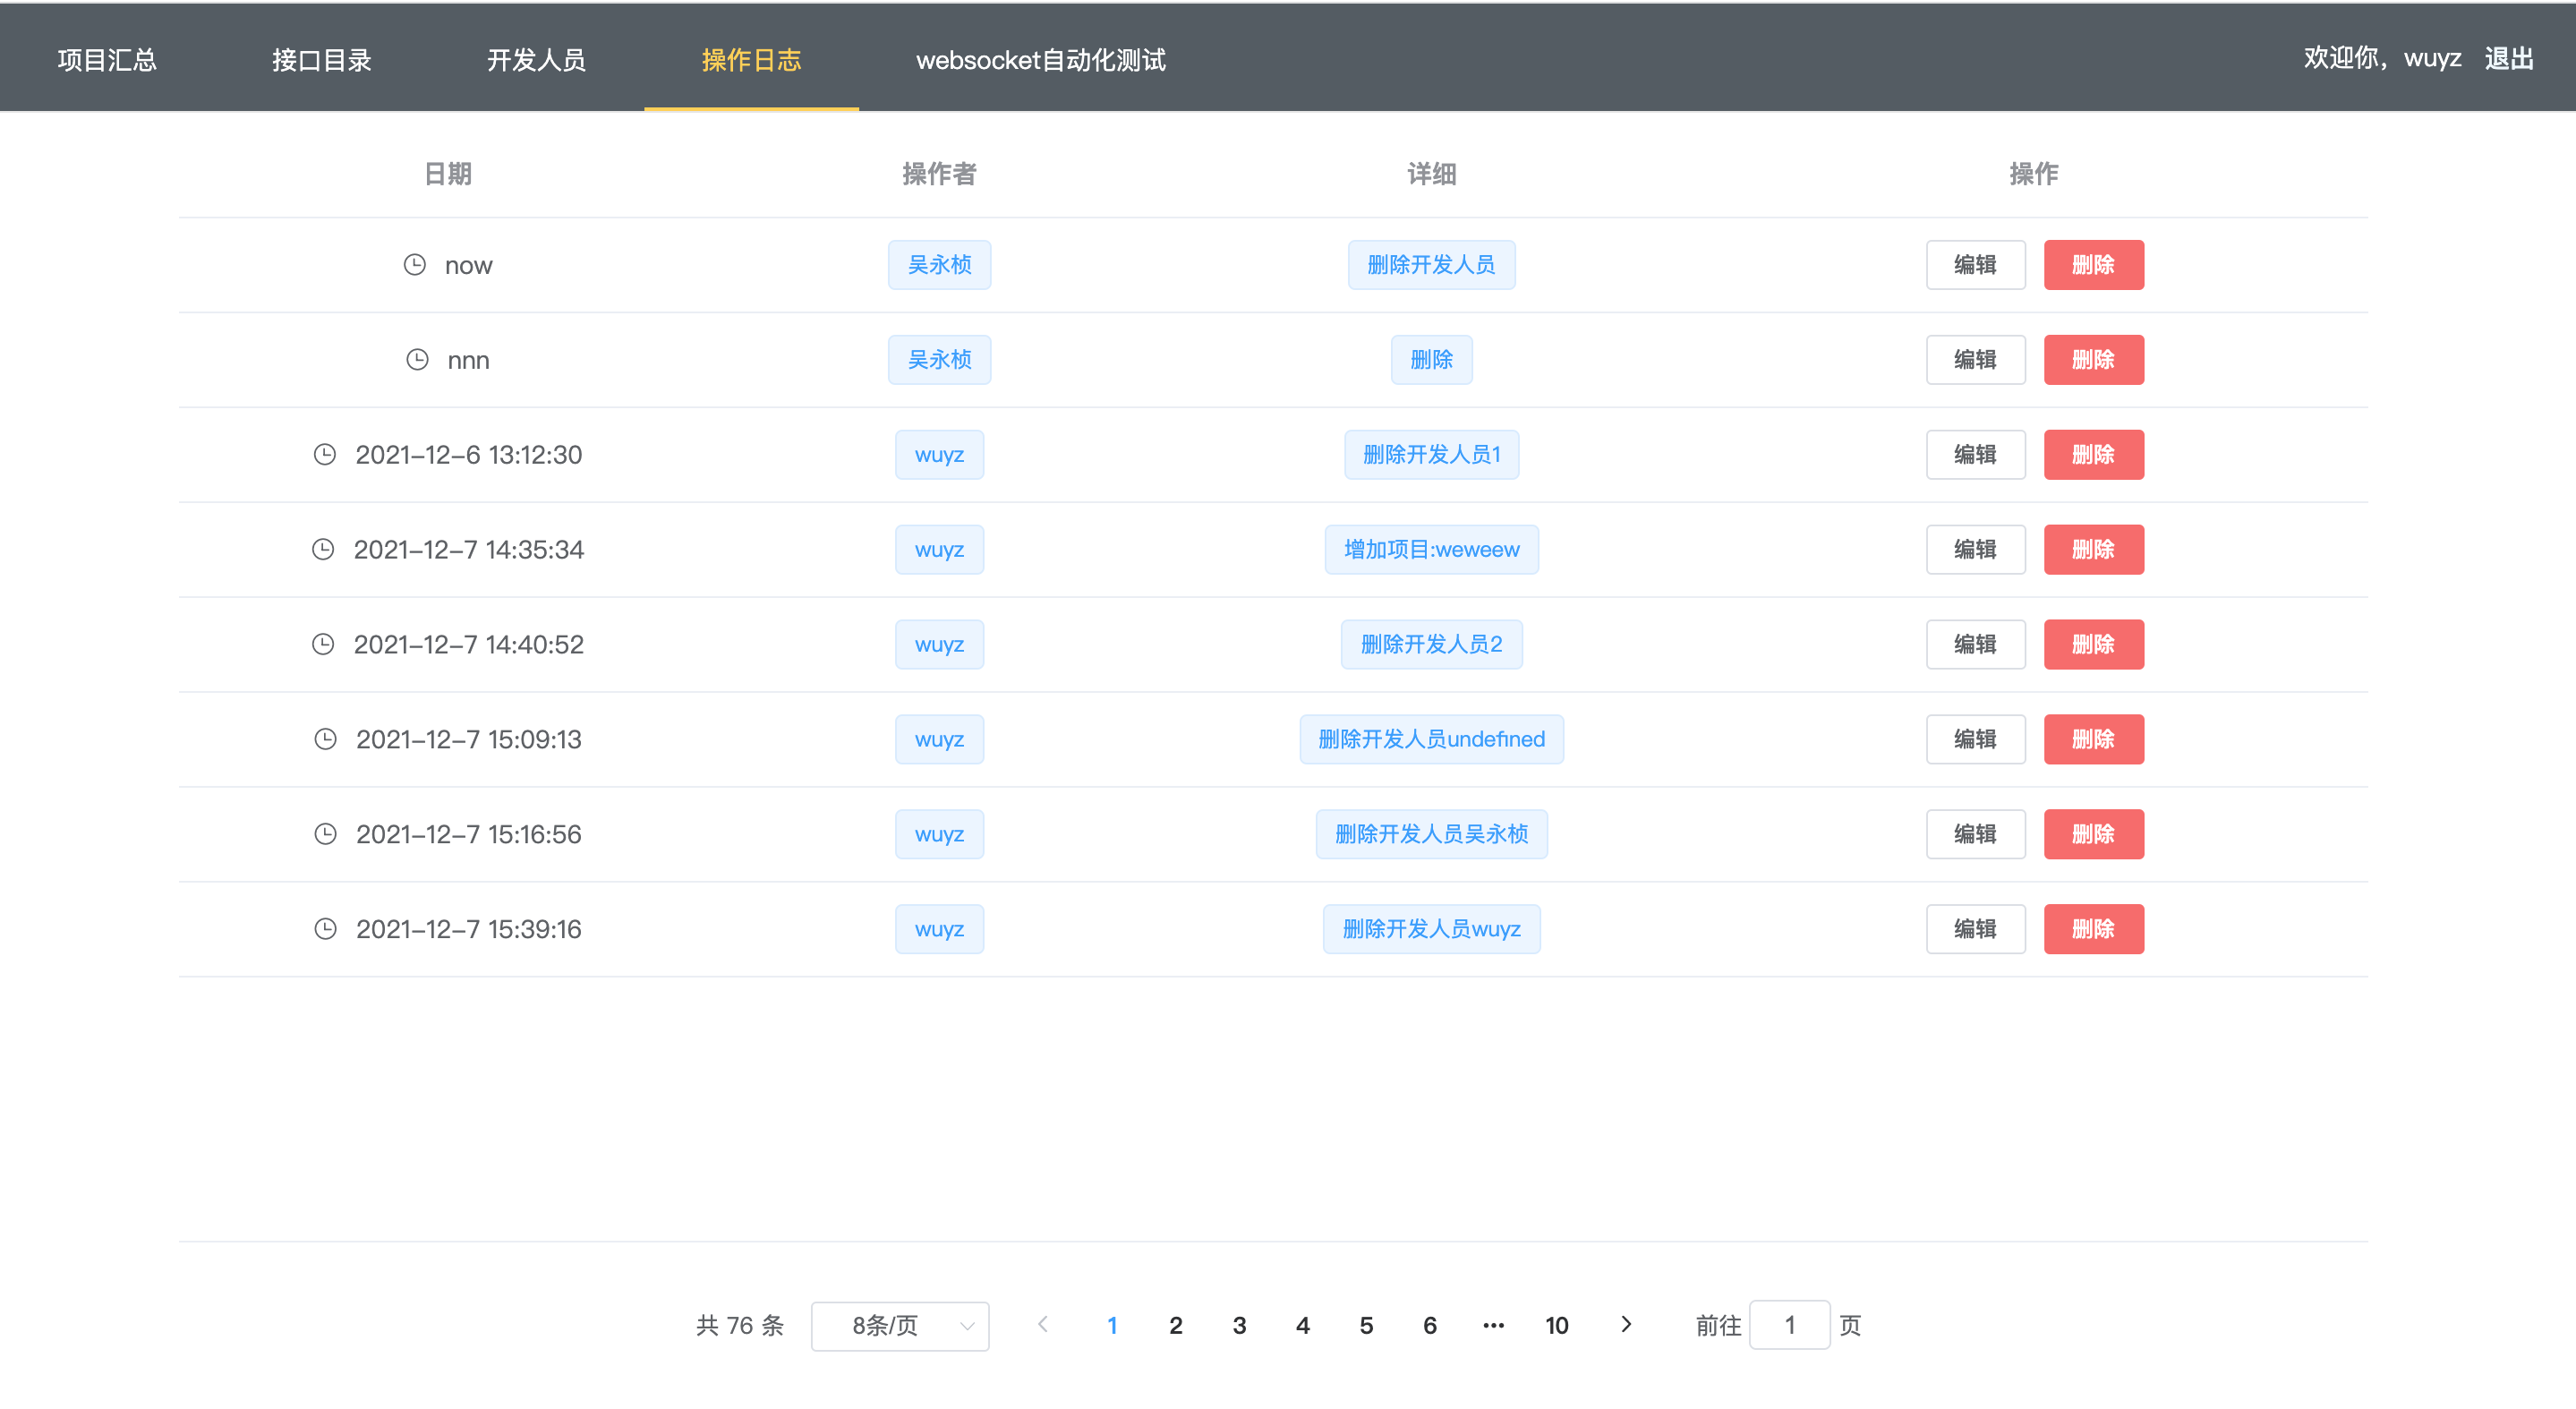 项目汇总 接口目录 开发人员 操作日志 websocket自动化测试 欢迎你，wuyz 退出
日期 操作者 详细 操作
now 吴永桢 删除开发人员 编辑 删除
nnn 吴永桢 删除 编辑 删除
2021-12-6 13:12:30 wuyz 删除开发人员1 编辑 删除
2021-12-7 14:35:34 wuyz 增加项目:weweew 编辑 删除
2021-12-7 14:40:52 wuyz 删除开发人员2 编辑 删除
2021-12-7 15:09:13 wuyz 删除开发人员undefined 编辑 删除
2021-12-7 15:16:56 wuyz 删除开发人员吴永桢 编辑 删除
2021-12-7 15:39:16 wuyz 删除开发人员wuyz 编辑 删除
共 76 条 8条/页 1 2 3 4 5 6 ··· 10 前往 1 页